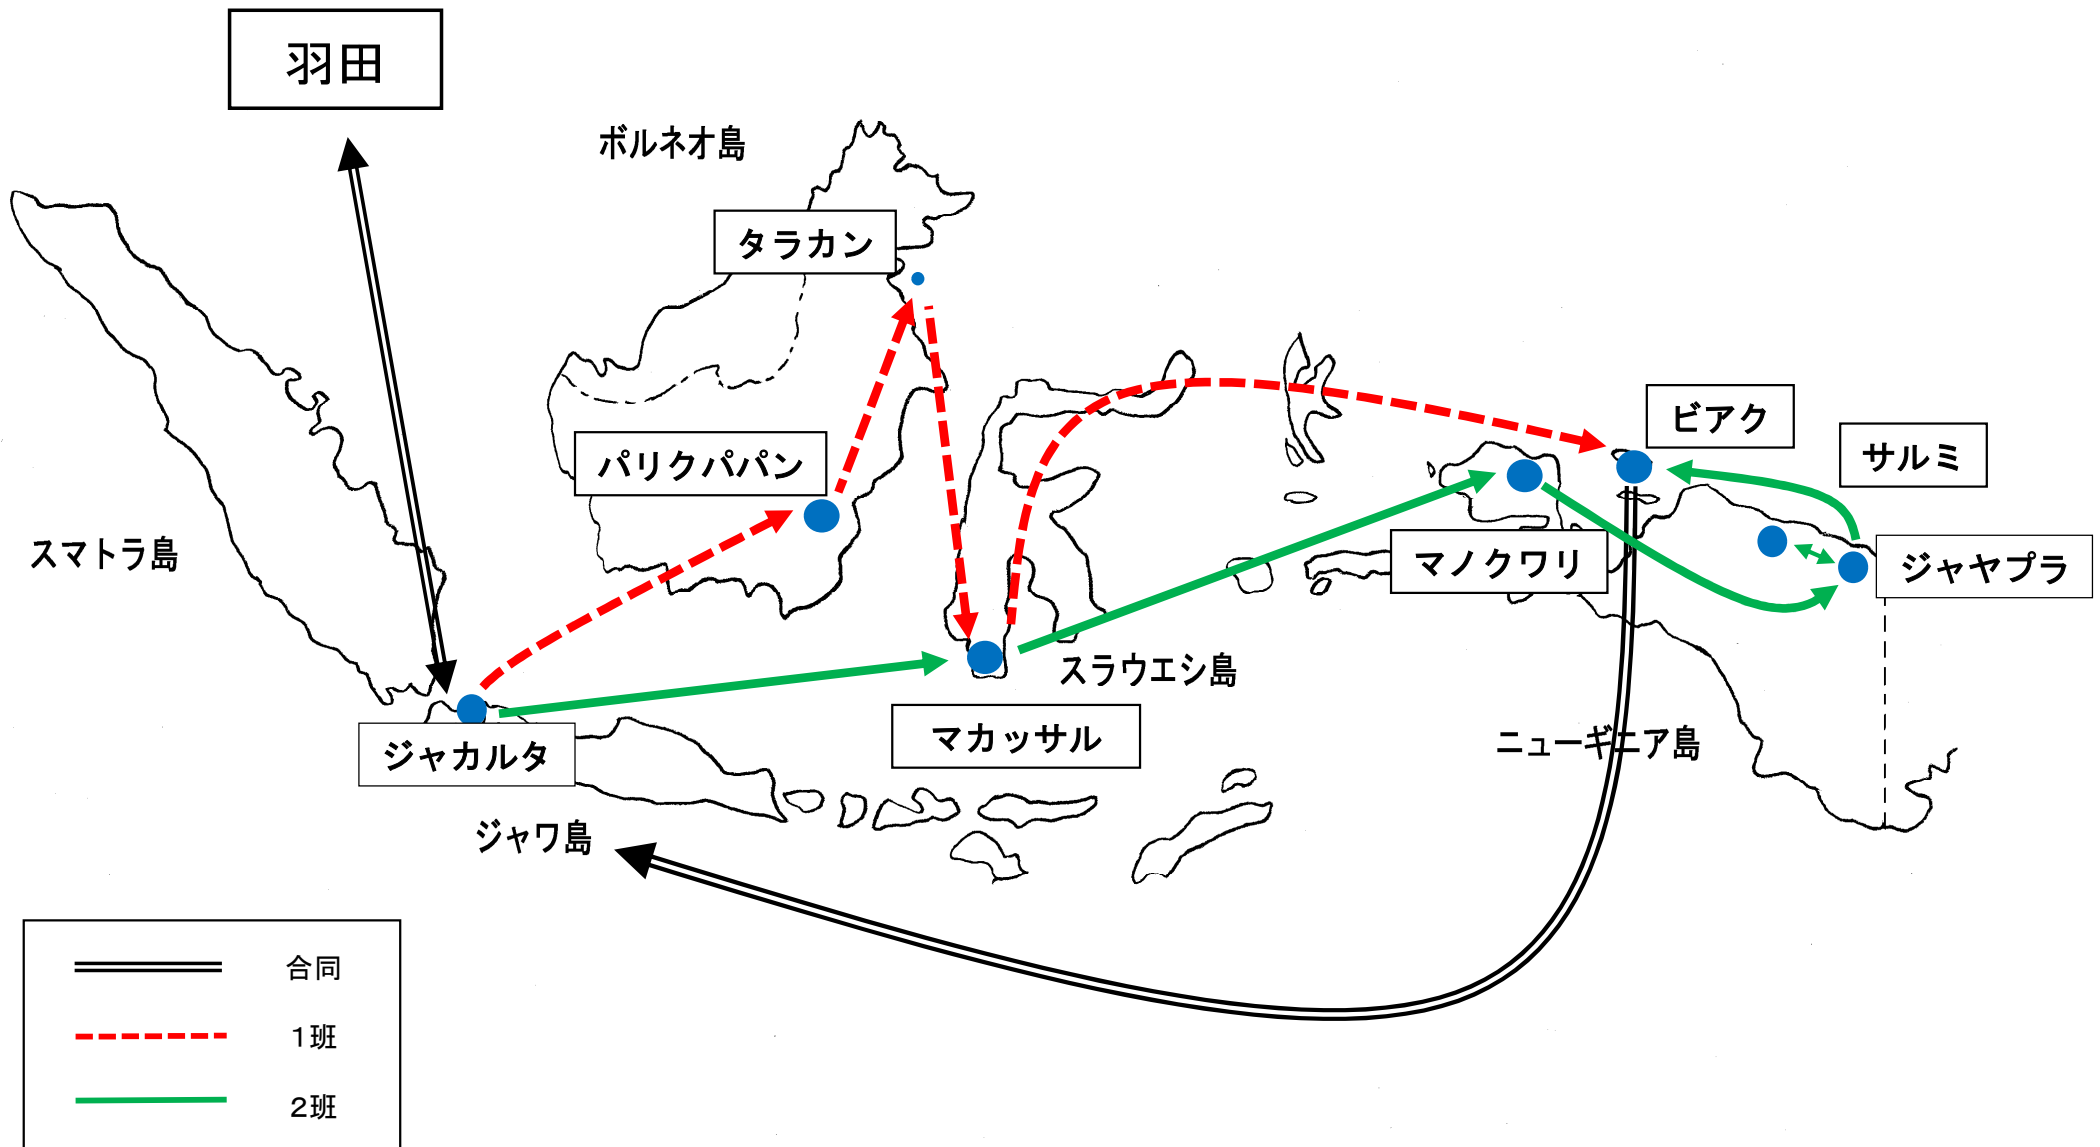 羽田
ボルネオ島
タラカン
ビアク
サルミ
パリクパパン
スマトラ島
マノクワリ
ジャヤプラ
スラウエシ島
マカッサル
ニューギニア島
ジャカルタ
ジャワ島
合同
1班
2班